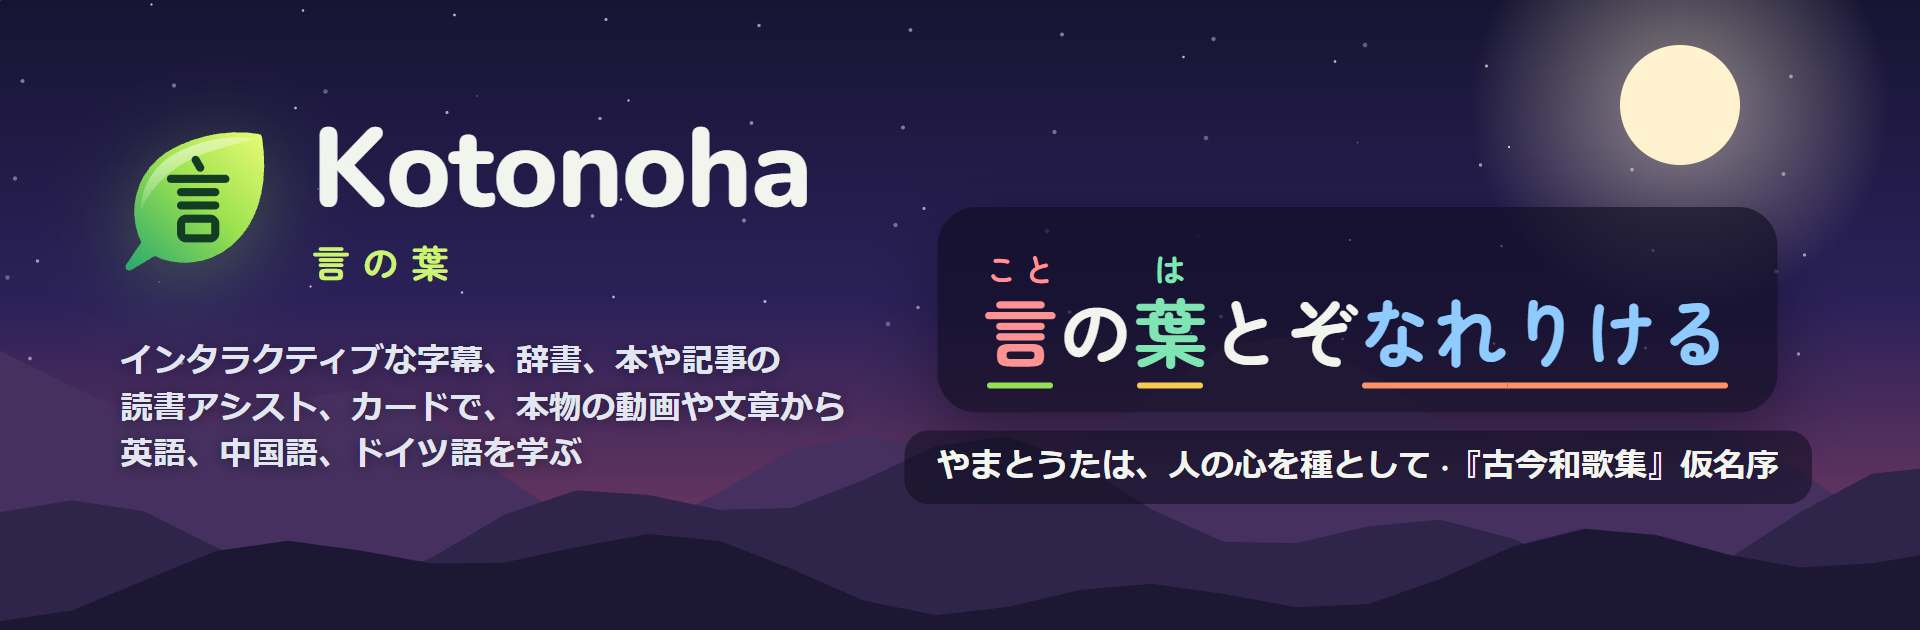 言
Kotonoha
言の葉
インタラクティブな字幕、辞書、本や記事の
読書アシスト、カードで、本物の動画や文章から
英語、中国語、ドイツ語を学ぶ
こと は
言の葉とぞなれりける
やまとうたは、人の心を種として · 『古今和歌集』仮名序